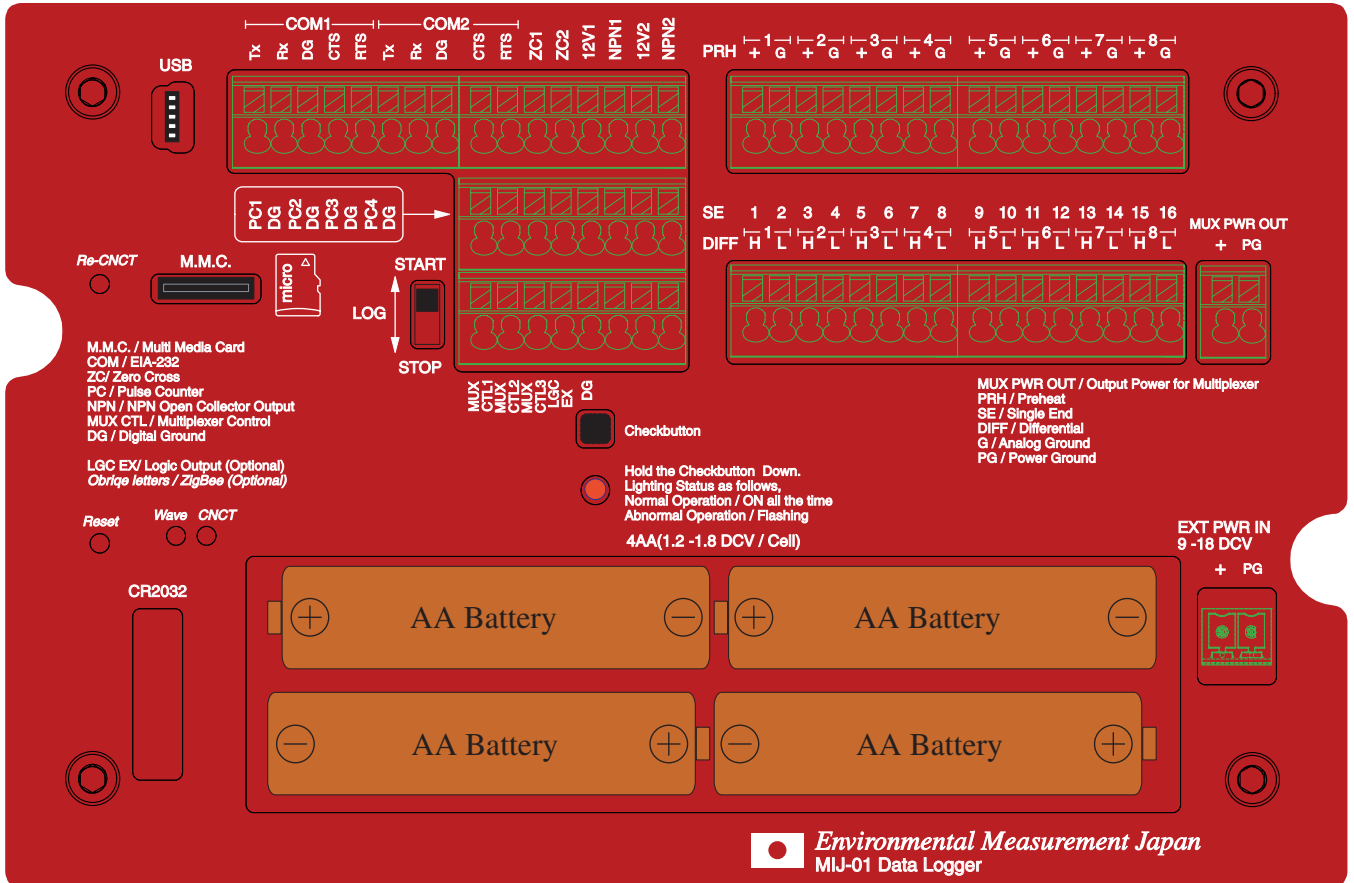 COM1 COM2
Tx Rx DG CTS RTS Tx Rx DG CTS RTS ZC1 ZC2 12V1 NPN1 12V2 NPN2
PRH + 1 G + 2 G + 3 G + 4 G + 5 G + 6 G + 7 G + 8 G
USB
PC1 DG PC2 DG PC3 DG PC4 DG
SE 1 2 3 4 5 6 7 8 9 10 11 12 13 14 15 16
DIFF H 1 L H 2 L H 3 L H 4 L H 5 L H 6 L H 7 L H 8 L
MUX PWR OUT
+ PG
Re-CNCT
M.M.C.
micro
START
LOG
STOP
M.M.C. / Multi Media Card
COM / EIA-232
ZC/ Zero Cross
PC / Pulse Counter
NPN / NPN Open Collector Output
MUX CTL / Multiplexer Control
DG / Digital Ground
LGC EX/ Logic Output (Optional)
Obriqe letters / ZigBee (Optional)
MUX CTL1 MUX CTL2 MUX CTL3 LGC EX DG
MUX PWR OUT / Output Power for Multiplexer
PRH / Preheat
SE / Single End
DIFF / Differential
G / Analog Ground
PG / Power Ground
Checkbutton
Hold the Checkbutton Down.
Lighting Status as follows,
Normal Operation / ON all the time
Abnormal Operation / Flashing
4AA(1.2 -1.8 DCV / Cell)
Reset
Wave CNCT
EXT PWR IN
9 -18 DCV
+ PG
CR2032
+ AA Battery − + AA Battery −
− AA Battery + − AA Battery +
Environmental Measurement Japan
MIJ-01 Data Logger